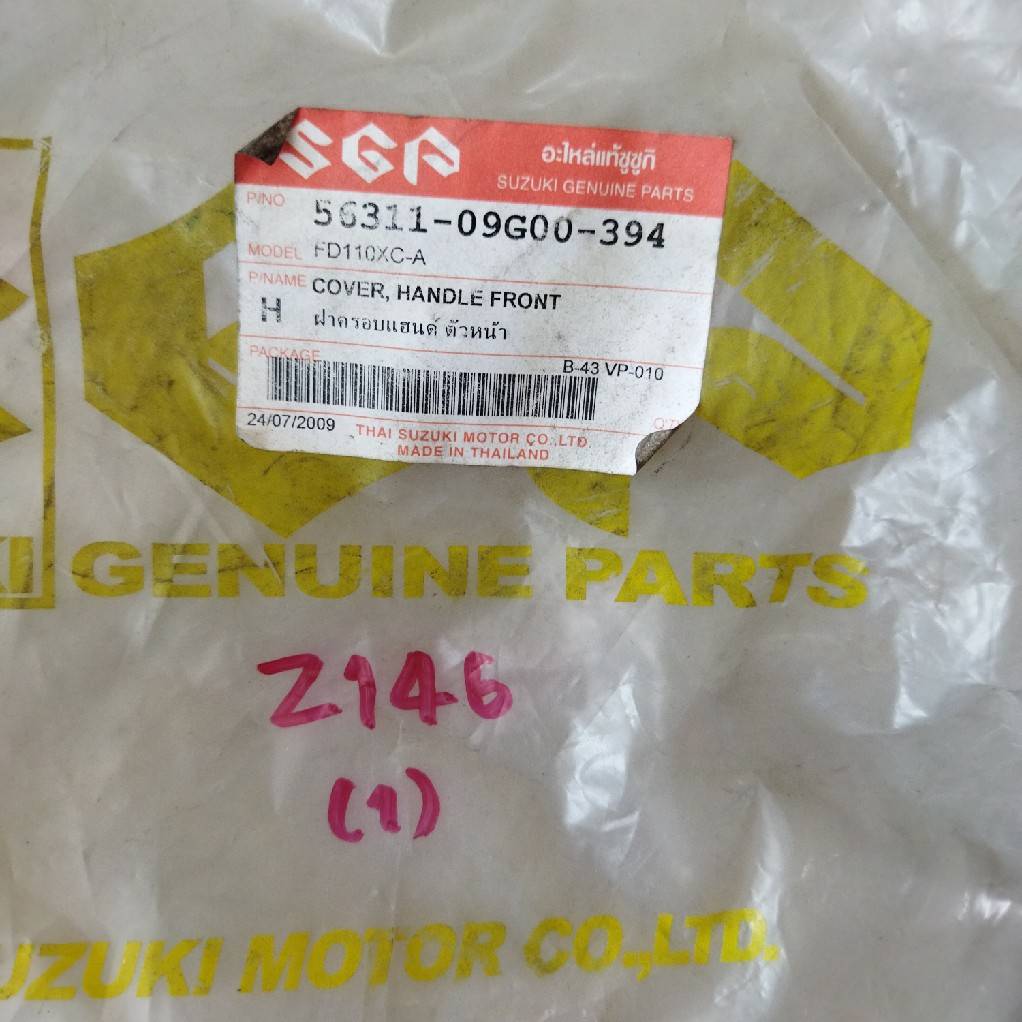 SGP
อะไหล่แท้ซูซูกิ
SUZUKI GENUINE PARTS
P/NO 56311-09G00-394
MODEL FD110XC-A
P/NAME COVER, HANDLE FRONT
H ฝาครอบแฮนด์ ตัวหน้า
PACKAGE B-43 VP-010
24/07/2009
THAI SUZUKI MOTOR CO.,LTD.
MADE IN THAILAND
GENUINE PARTS
Z146
(1)
SUZUKI MOTOR CO.,LTD.